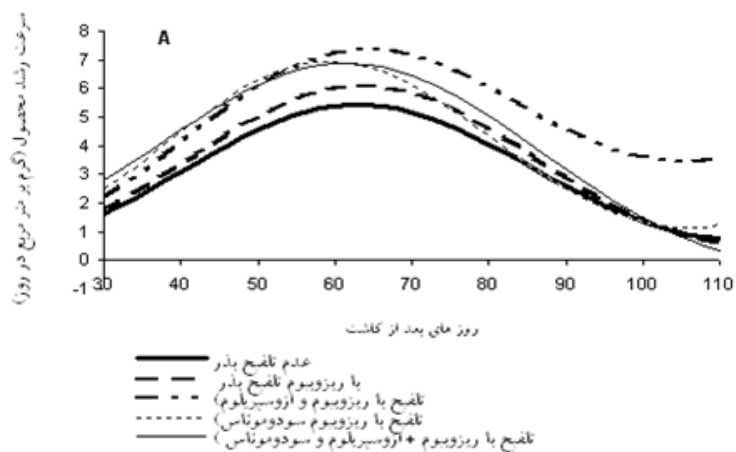 سرعت رشد محصول (گرم بر متر مربع در روز)
A
8
7
6
5
4
3
2
1
0
-1
30 40 50 60 70 80 90 100 110
روز های بعد از کاشت
عدم تلقیح بذر
با ریزوبیوم تلقیح بذر
تلقیح با ریزوبیوم و ازوسپریلوم)
تلقیح با ریزوبیوم سودوموناس)
تلقیح با ریزوبیوم +ازوسپریلوم و سودوموناس )